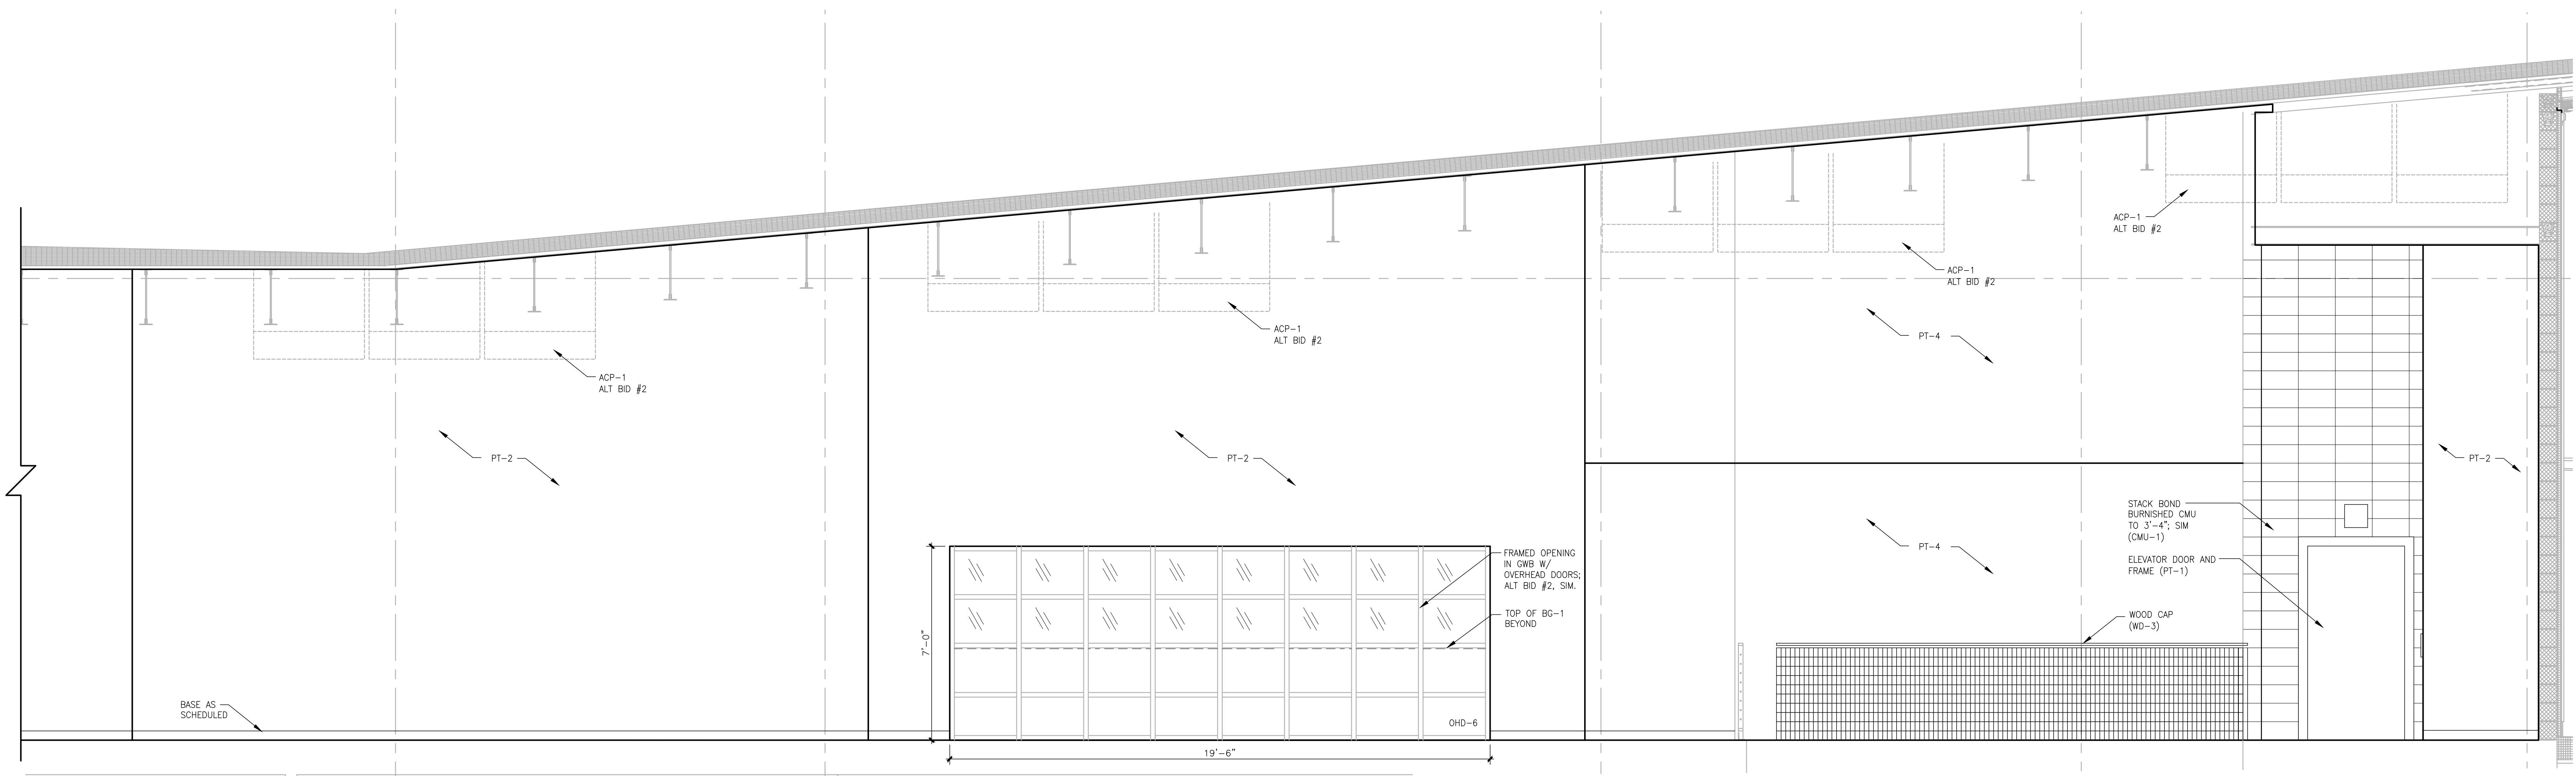 ACP-1
ALT BID #2
ACP-1
ALT BID #2
ACP-1
ALT BID #2
ACP-1
ALT BID #2
PT-2
PT-2
PT-4
PT-4
PT-2
STACK BOND
BURNISHED CMU
TO 3'-4"; SIM
(CMU-1)
ELEVATOR DOOR AND
FRAME (PT-1)
FRAMED OPENING
IN GWB W/
OVERHEAD DOORS;
ALT BID #2, SIM.
TOP OF BG-1
BEYOND
WOOD CAP
(WD-3)
7'-0"
BASE AS
SCHEDULED
OHD-6
19'-6"